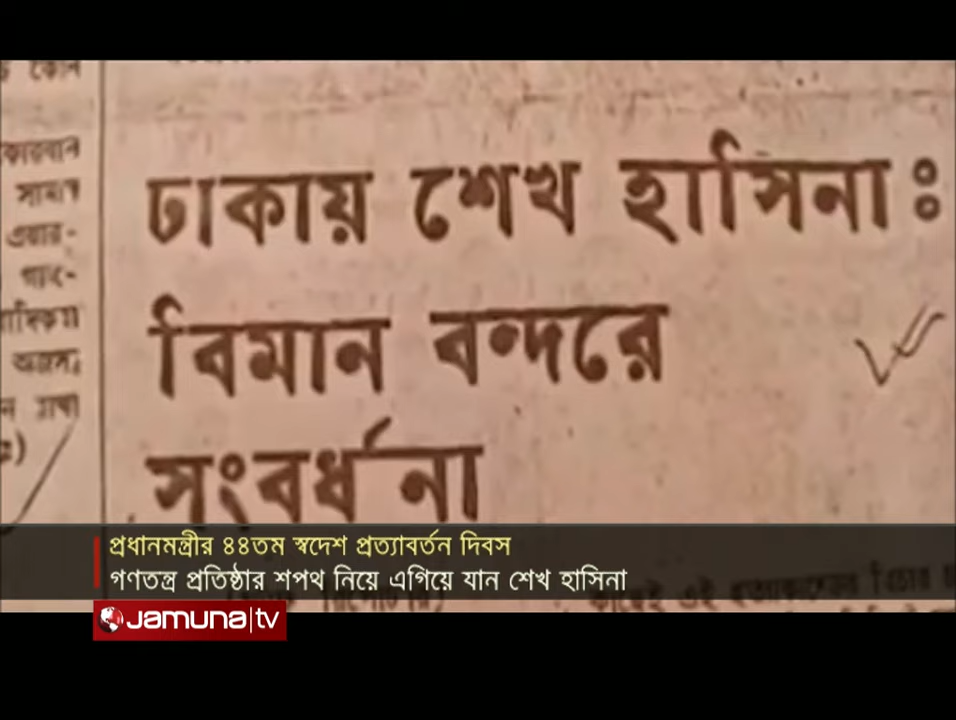 ঢাকায় শেখ হাসিনাঃ
বিমান বন্দরে
সংবর্ধনা
প্রধানমন্ত্রীর ৪৪তম স্বদেশ প্রত্যাবর্তন দিবস
গণতন্ত্র প্রতিষ্ঠার শপথ নিয়ে এগিয়ে যান শেখ হাসিনা
Jamuna|tv